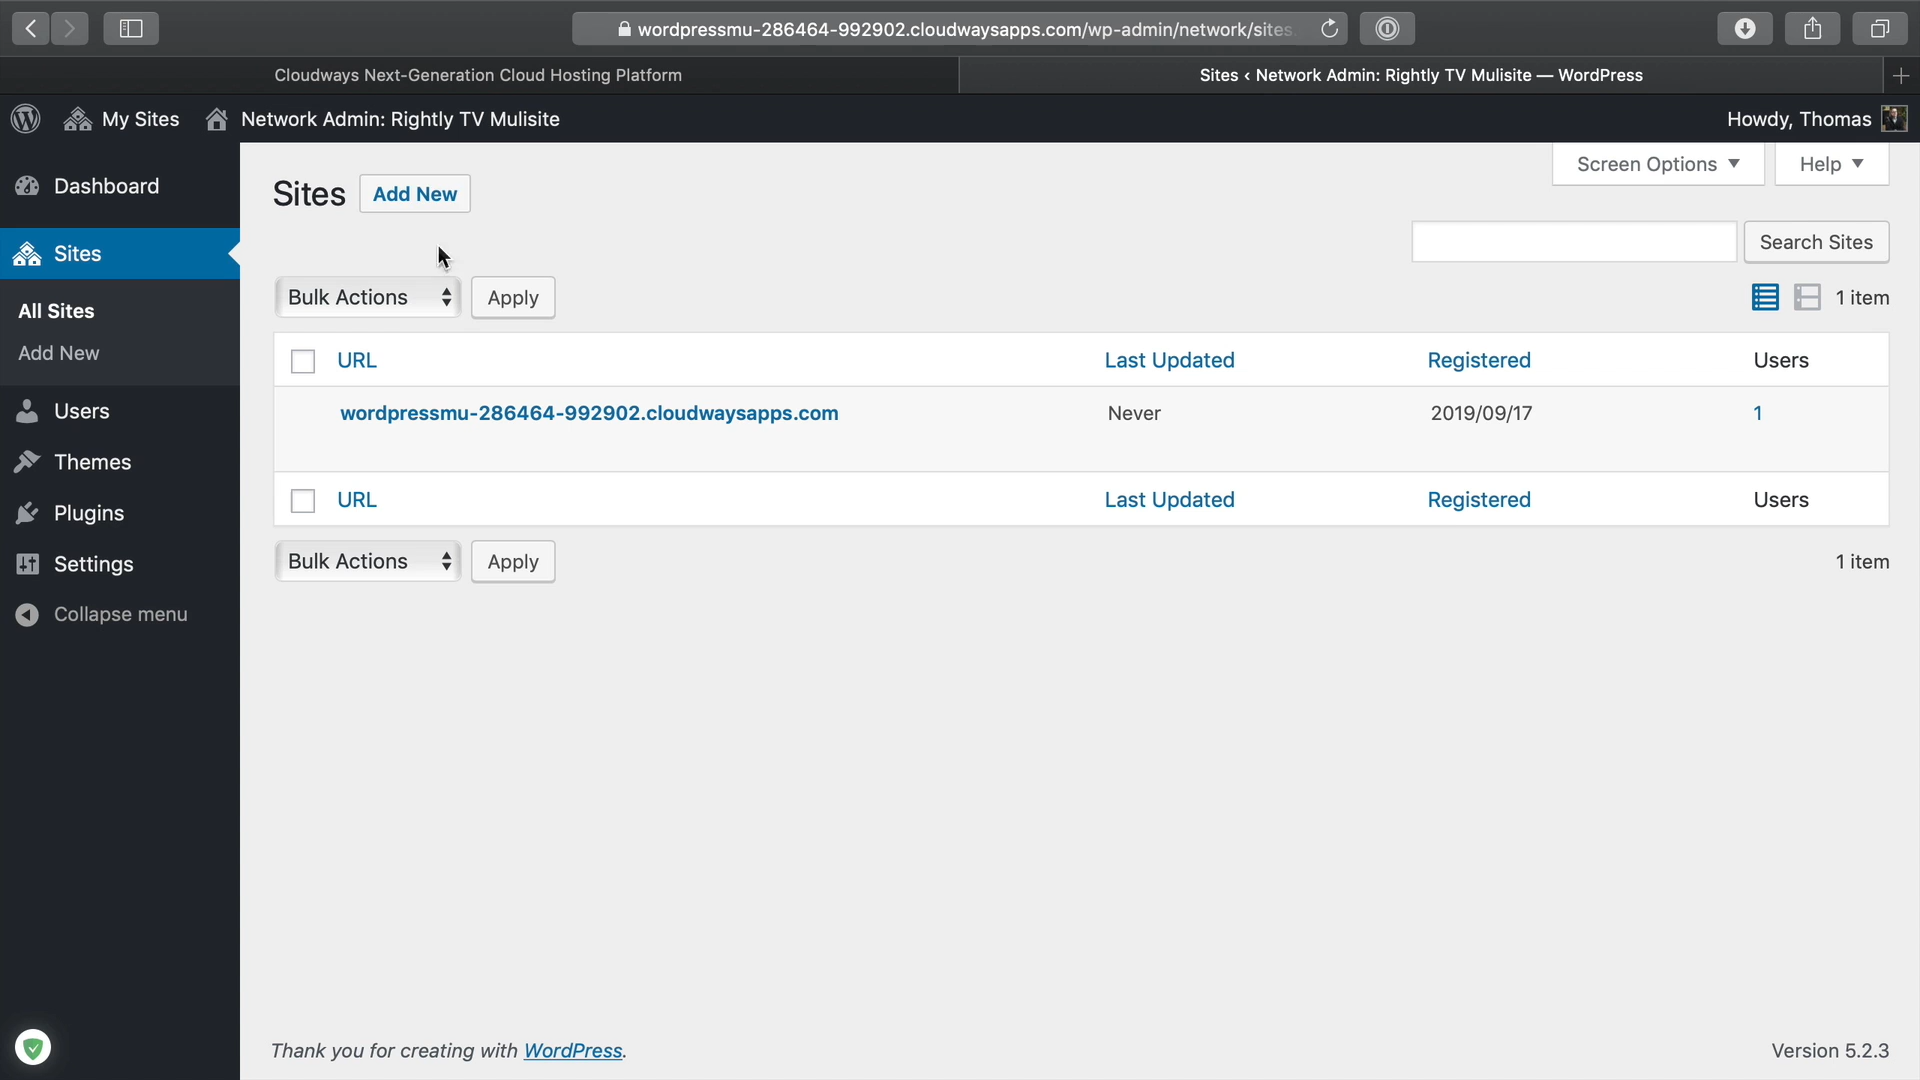 wordpressmu-286464-992902.cloudwaysapps.com/wp-admin/network/sites.
Cloudways Next-Generation Cloud Hosting Platform
Sites ‹ Network Admin: Rightly TV Mulisite — WordPress
My Sites
Network Admin: Rightly TV Mulisite
Howdy, Thomas
Dashboard
Sites
All Sites
Add New
Users
Themes
Plugins
Settings
Collapse menu
Screen Options
Help
Sites
Add New
Search Sites
Bulk Actions
Apply
1 item
URL
Last Updated
Registered
Users
wordpressmu-286464-992902.cloudwaysapps.com
Never
2019/09/17
1
URL
Last Updated
Registered
Users
Bulk Actions
Apply
1 item
Thank you for creating with WordPress.
Version 5.2.3